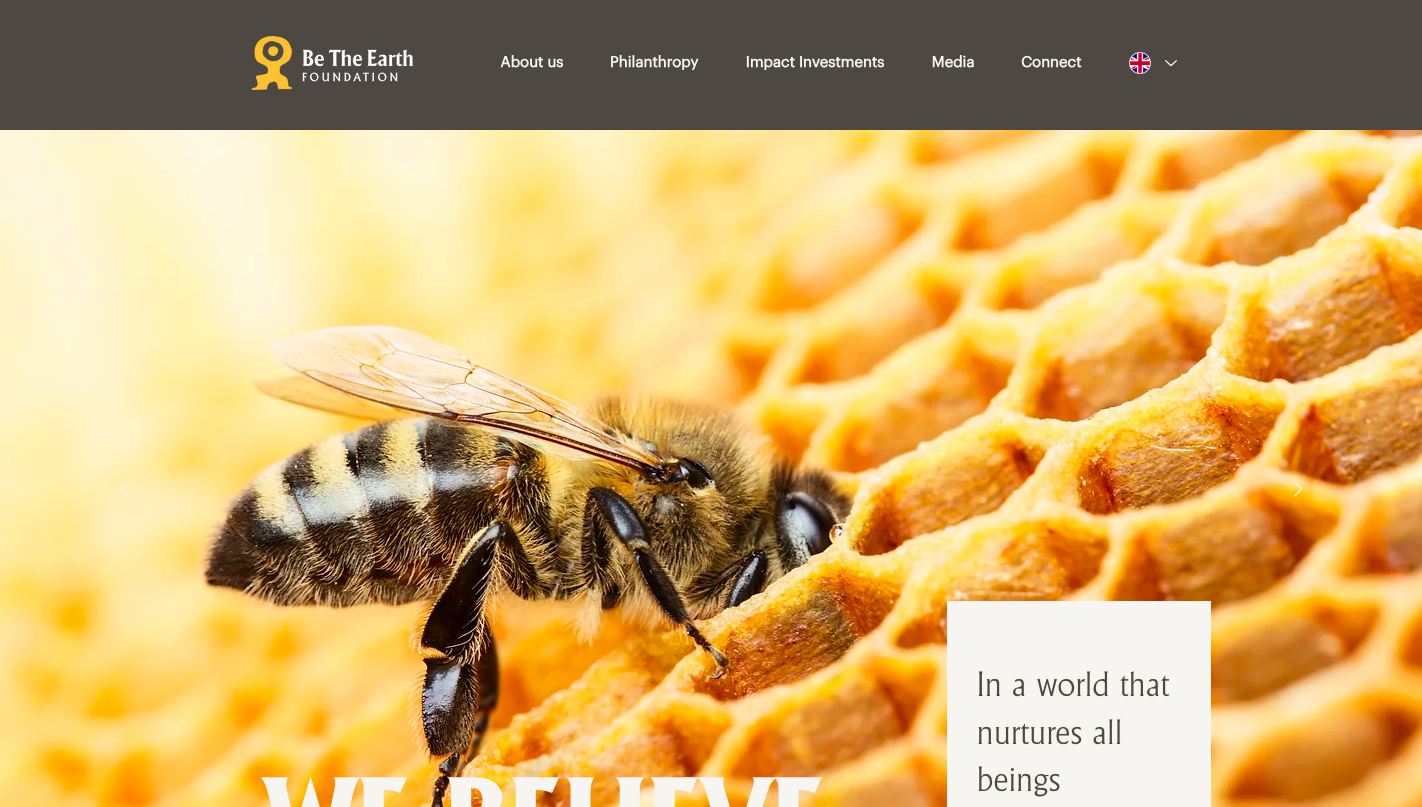 Be The Earth
FOUNDATION
About us
Philanthropy
Impact Investments
Media
Connect
In a world that
nurtures all
beings
WE BELIEVE